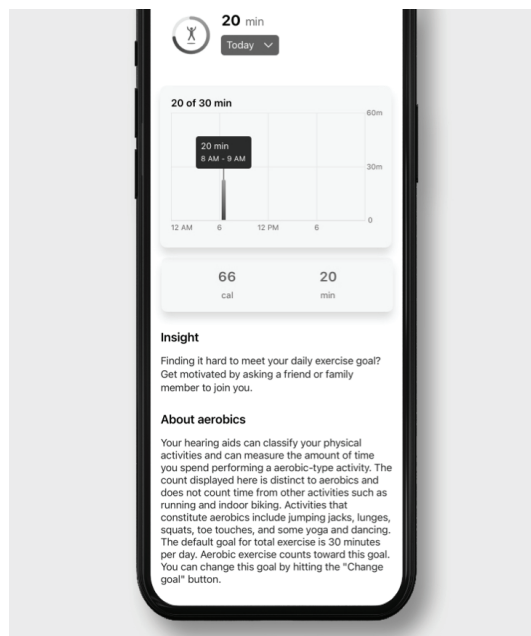 20 min
Today
20 of 30 min
60m
20 min
8 AM - 9 AM
30m
0
12 AM 6 12 PM 6
66 20
cal min
Insight
Finding it hard to meet your daily exercise goal?
Get motivated by asking a friend or family
member to join you.
About aerobics
Your hearing aids can classify your physical
activities and can measure the amount of time
you spend performing a aerobic-type activity. The
count displayed here is distinct to aerobics and
does not count time from other activities such as
running and indoor biking. Activities that
constitute aerobics include jumping jacks, lunges,
squats, toe touches, and some yoga and dancing.
The default goal for total exercise is 30 minutes
per day. Aerobic exercise counts toward this goal.
You can change this goal by hitting the "Change
goal" button.